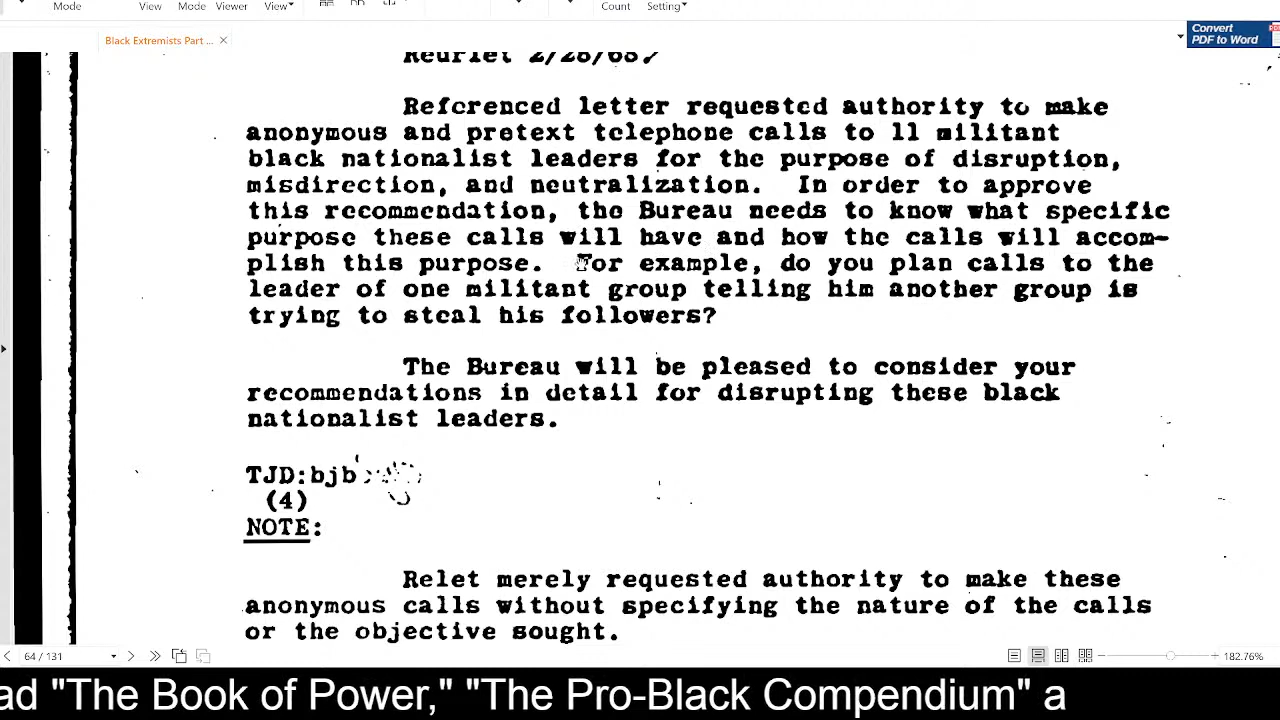 Mode View Mode Viewer View Count Setting
Convert
PDF to Word
Black Extremists Part ...
Reurlet 2/28/68.
Referenced letter requested authority to make
anonymous and pretext telephone calls to 11 militant
black nationalist leaders for the purpose of disruption,
misdirection, and neutralization. In order to approve
this recommendation, the Bureau needs to know what specific
purpose these calls will have and how the calls will accom-
plish this purpose. For example, do you plan calls to the
leader of one militant group telling him another group is
trying to steal his followers?
The Bureau will be pleased to consider your
recommendations in detail for disrupting these black
nationalist leaders.
TJD:bjb
(4)
NOTE:
Relet merely requested authority to make these
anonymous calls without specifying the nature of the calls
or the objective sought.
64 / 131 182.76%
ad "The Book of Power," "The Pro-Black Compendium" a